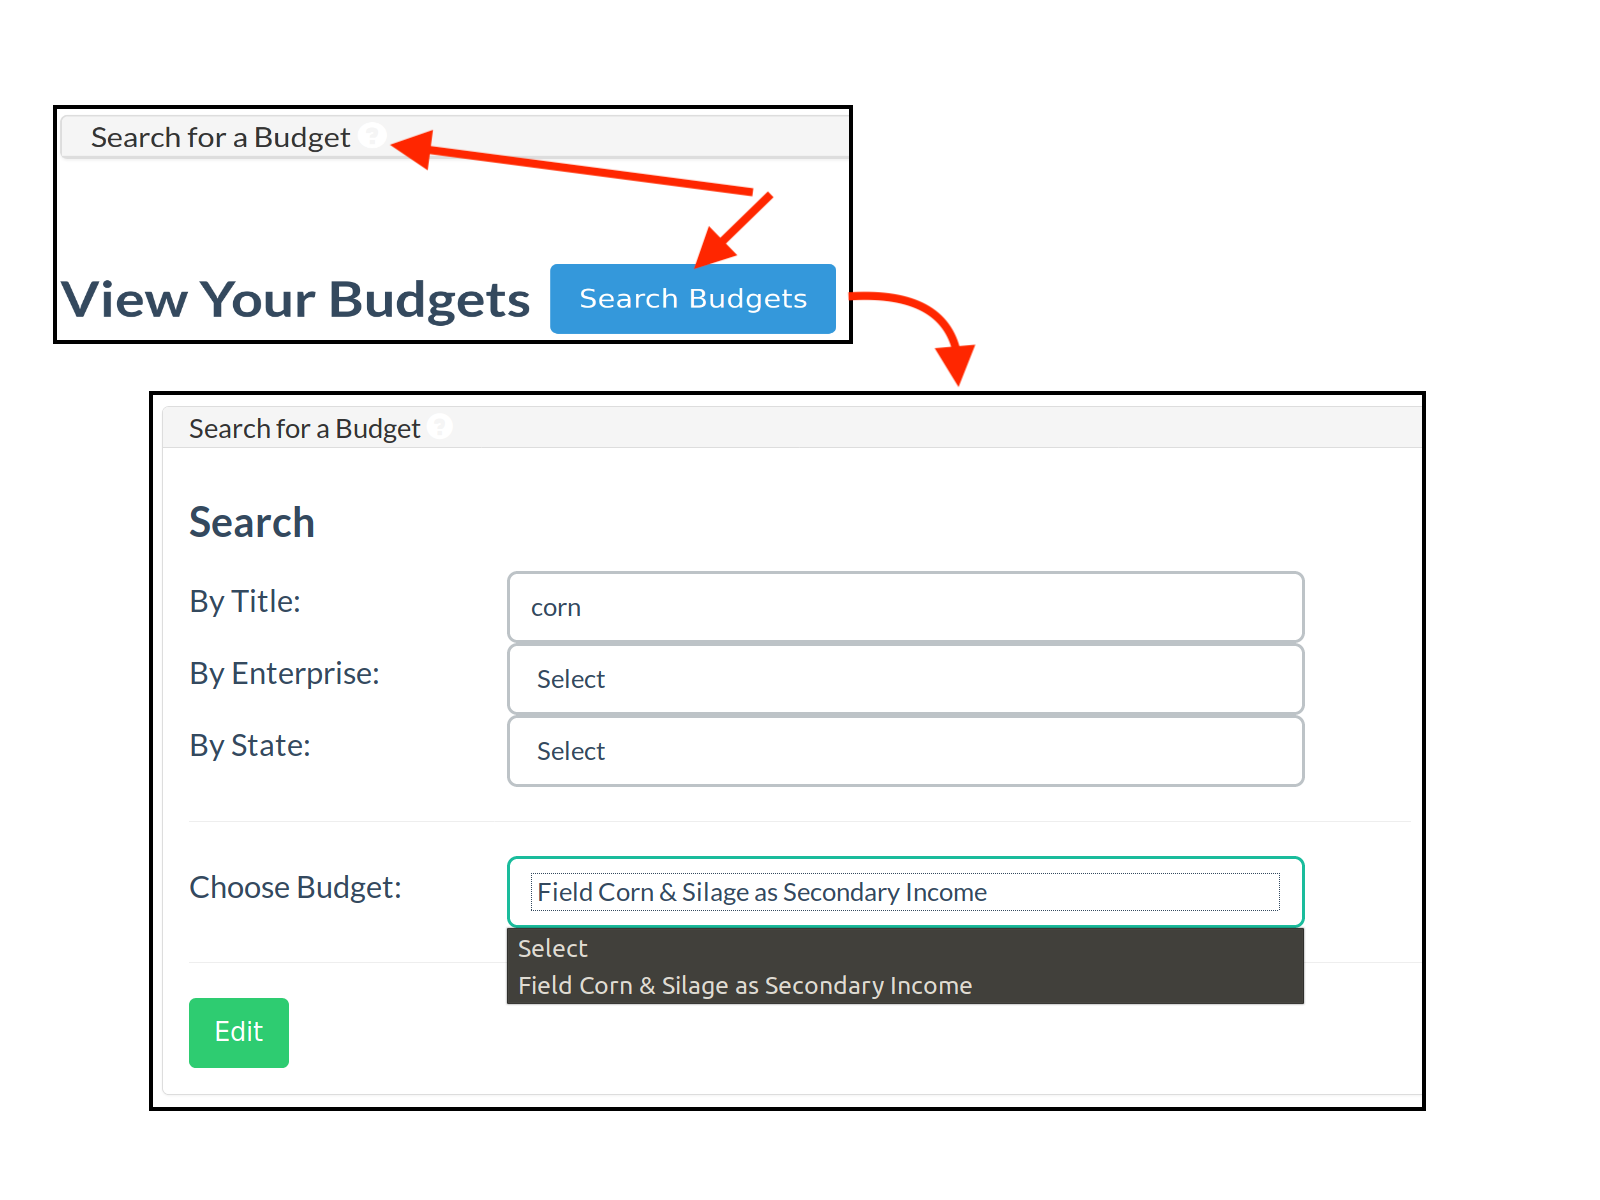 Search for a Budget ?
View Your Budgets Search Budgets
Search for a Budget ?
Search
By Title: corn
By Enterprise: Select
By State: Select
Choose Budget: Field Corn & Silage as Secondary Income
Select
Field Corn & Silage as Secondary Income
Edit